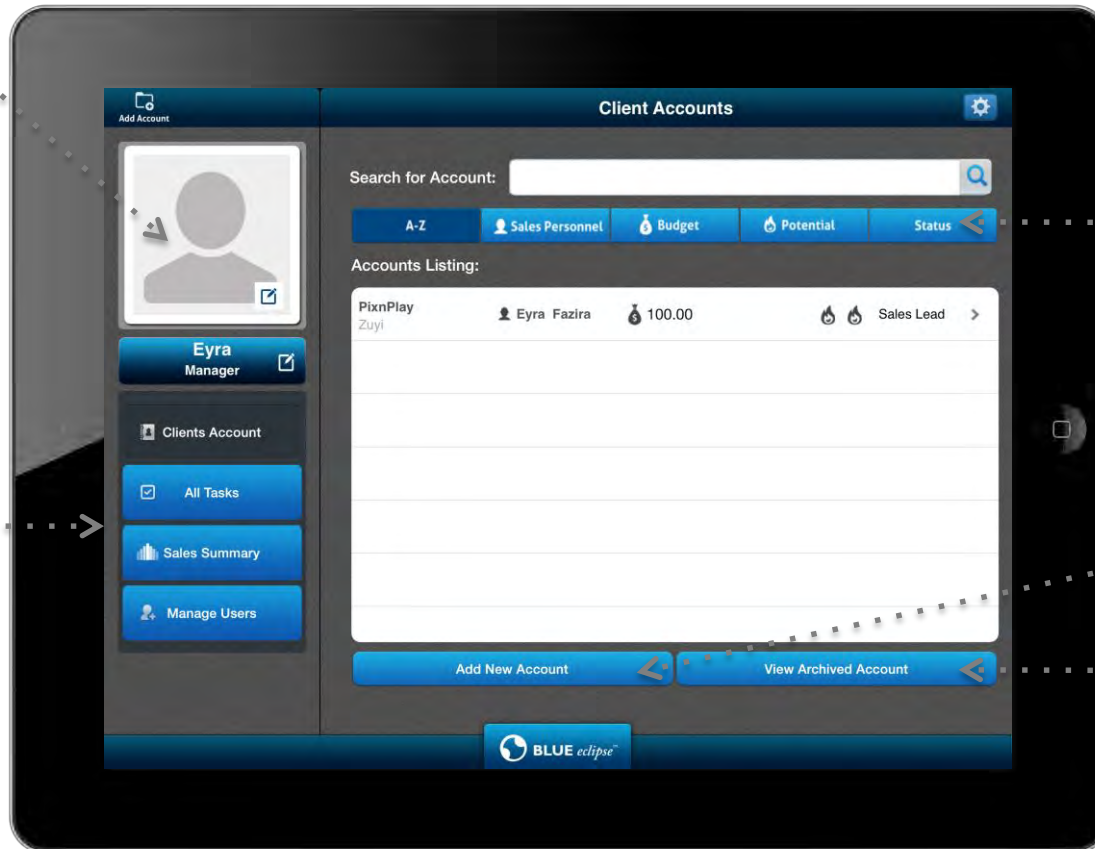 Add Account
Client Accounts
Search for Account:
A-Z
Sales Personnel
Budget
Potential
Status
Accounts Listing:
PixnPlay
Zuyi
Eyra Fazira
100.00
Sales Lead
Eyra
Manager
Clients Account
All Tasks
Sales Summary
Manage Users
Add New Account
View Archived Account
BLUE eclipse™